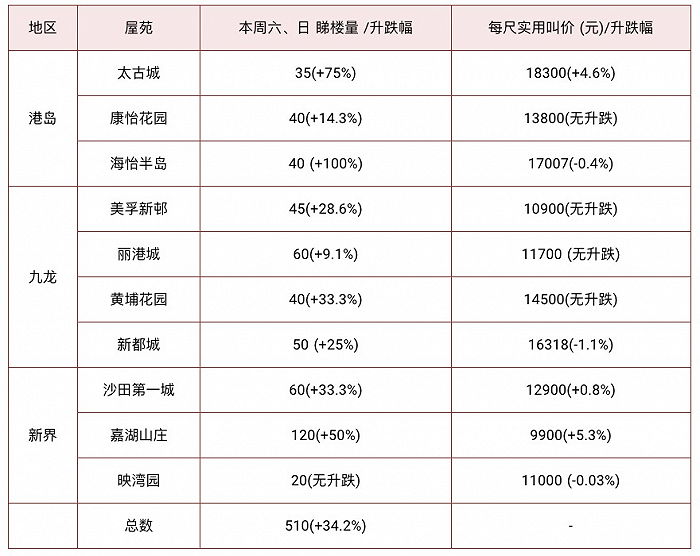 地区 屋苑 本周六、日 睇楼量 /升跌幅 每尺实用叫价 (元)/升跌幅
港岛 太古城 35(+75%) 18300(+4.6%)
康怡花园 40(+14.3%) 13800(无升跌)
海怡半岛 40 (+100%) 17007(-0.4%)
九龙 美孚新邨 45(+28.6%) 10900(无升跌)
丽港城 60(+9.1%) 11700 (无升跌)
黄埔花园 40(+33.3%) 14500(无升跌)
新都城 50 (+25%) 16318(-1.1%)
新界 沙田第一城 60(+33.3%) 12900(+0.8%)
嘉湖山庄 120(+50%) 9900(+5.3%)
映湾园 20(无升跌) 11000 (-0.03%)
总数 510(+34.2%) -